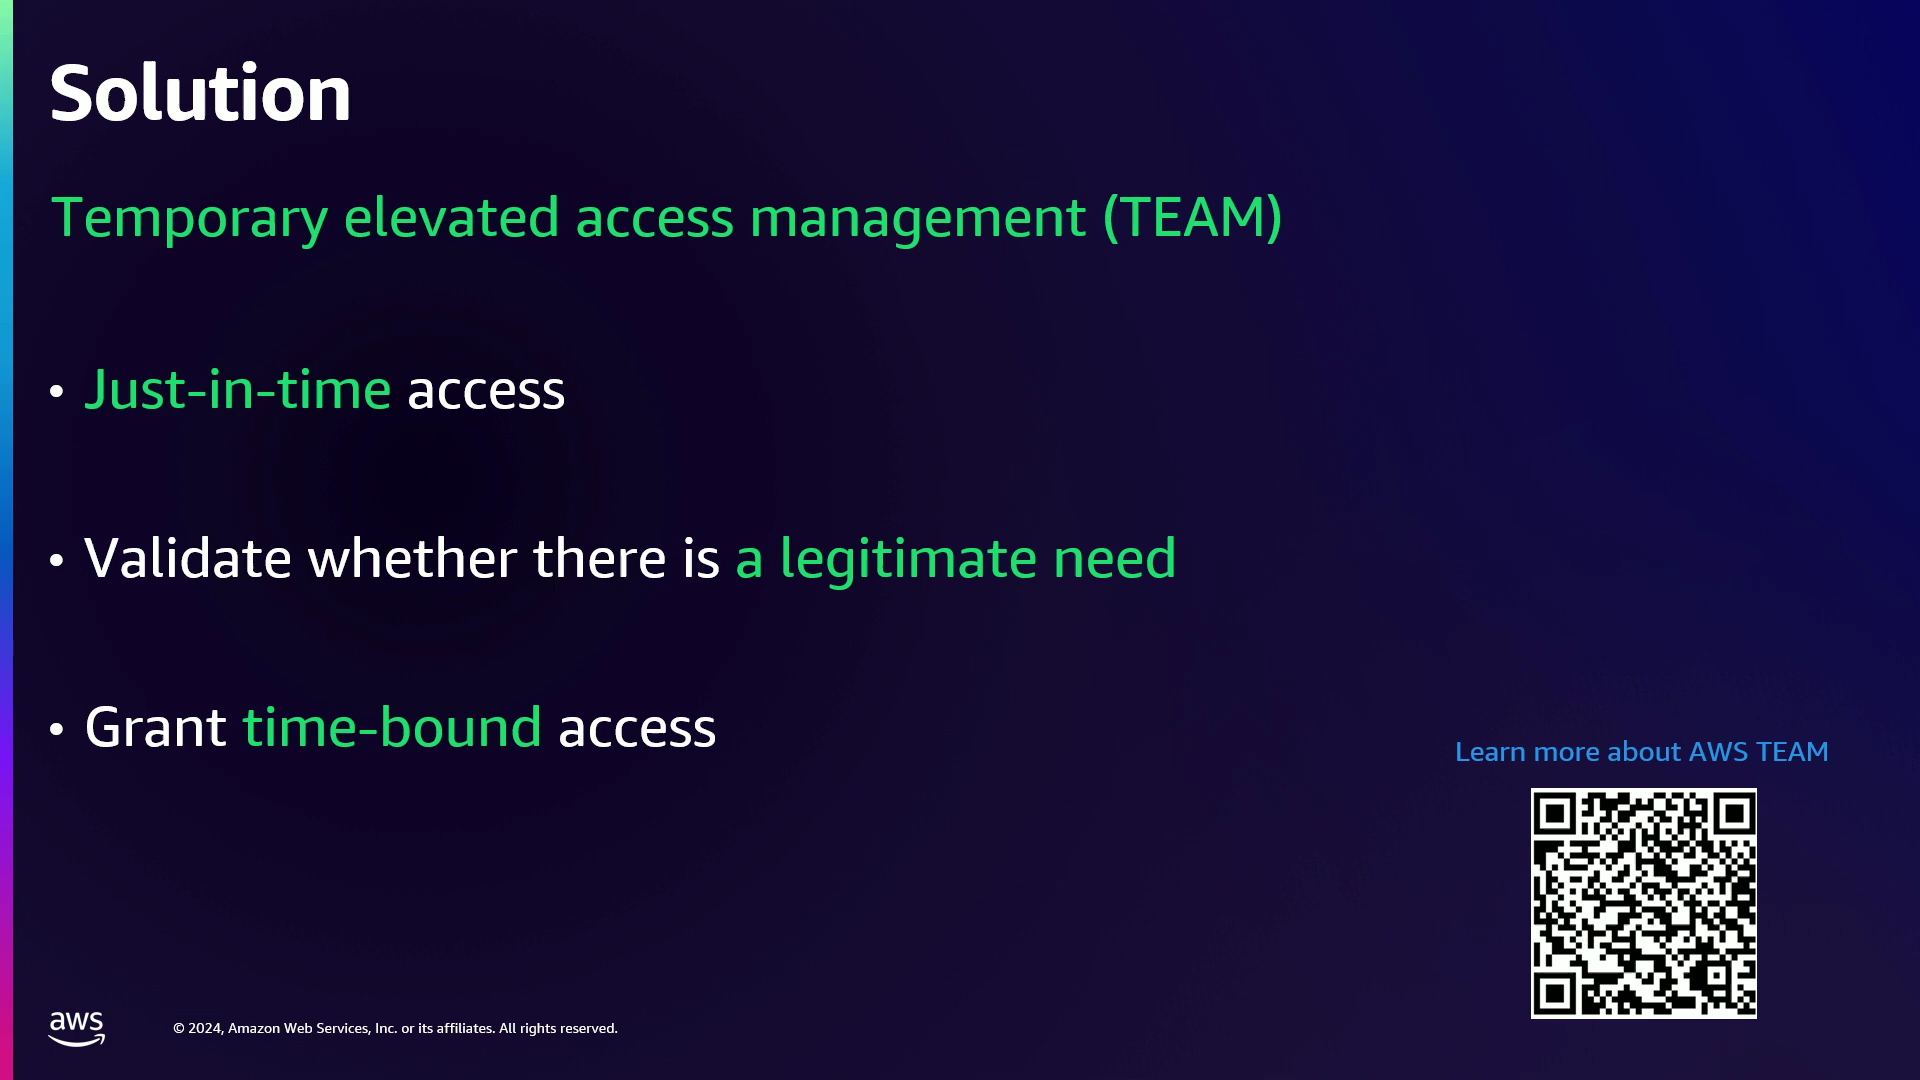 Solution
Temporary elevated access management (TEAM)
• Just-in-time access
• Validate whether there is a legitimate need
• Grant time-bound access
Learn more about AWS TEAM
aws
© 2024, Amazon Web Services, Inc. or its affiliates. All rights reserved.